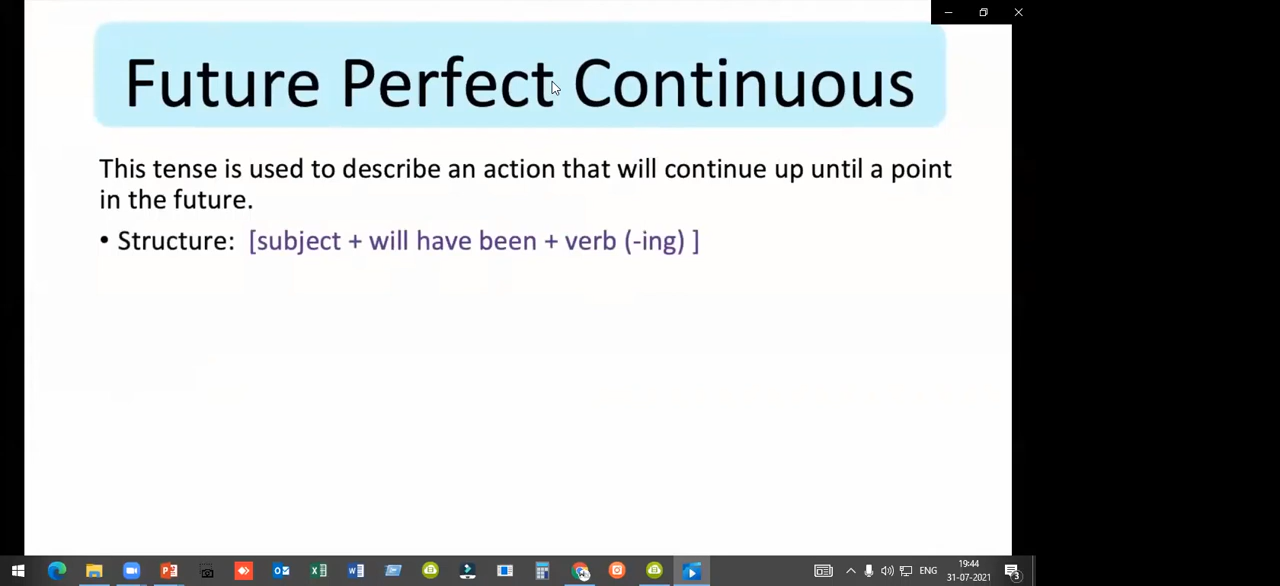 Future Perfect Continuous
This tense is used to describe an action that will continue up until a point
in the future.
• Structure: [subject + will have been + verb (-ing) ]
ENG
19:44
31-07-2021
3